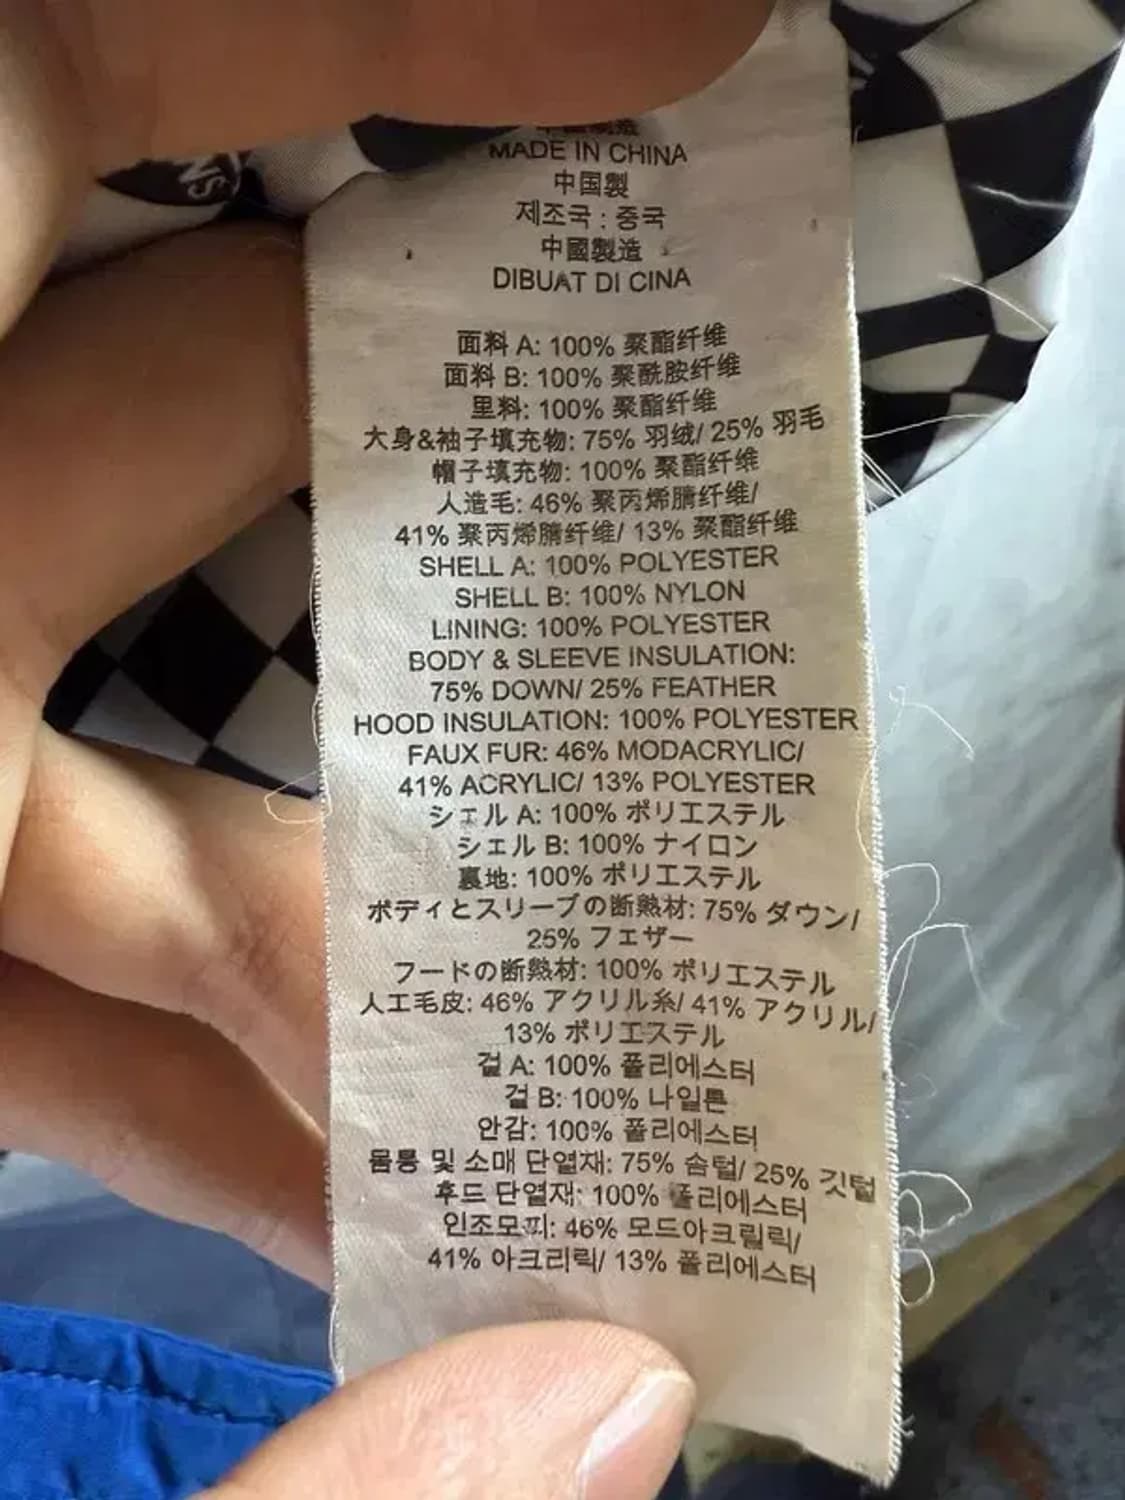 NS
中國製造
MADE IN CHINA
中国製
제조국 : 중국
中國製造
DIBUAT DI CINA
面料 A: 100% 聚酯纤维
面料 B: 100% 聚酰胺纤维
里料: 100% 聚酯纤维
大身&袖子填充物: 75% 羽绒/ 25% 羽毛
帽子填充物: 100% 聚酯纤维
人造毛: 46% 聚丙烯腈纤维/
41% 聚丙烯腈纤维/ 13% 聚酯纤维
SHELL A: 100% POLYESTER
SHELL B: 100% NYLON
LINING: 100% POLYESTER
BODY & SLEEVE INSULATION:
75% DOWN/ 25% FEATHER
HOOD INSULATION: 100% POLYESTER
FAUX FUR: 46% MODACRYLIC/
41% ACRYLIC/ 13% POLYESTER
シェル A: 100% ポリエステル
シェル B: 100% ナイロン
裏地: 100% ポリエステル
ボディとスリーブの断熱材: 75% ダウン/
25% フェザー
フードの断熱材: 100% ポリエステル
人工毛皮: 46% アクリル糸/ 41% アクリル/
13% ポリエステル
겉 A: 100% 폴리에스터
겉 B: 100% 나일론
안감: 100% 폴리에스터
몸통 및 소매 단열재: 75% 솜털/ 25% 깃털
후드 단열재: 100% 폴리에스터
인조모피: 46% 모드아크릴릭/
41% 아크리릭/ 13% 폴리에스터